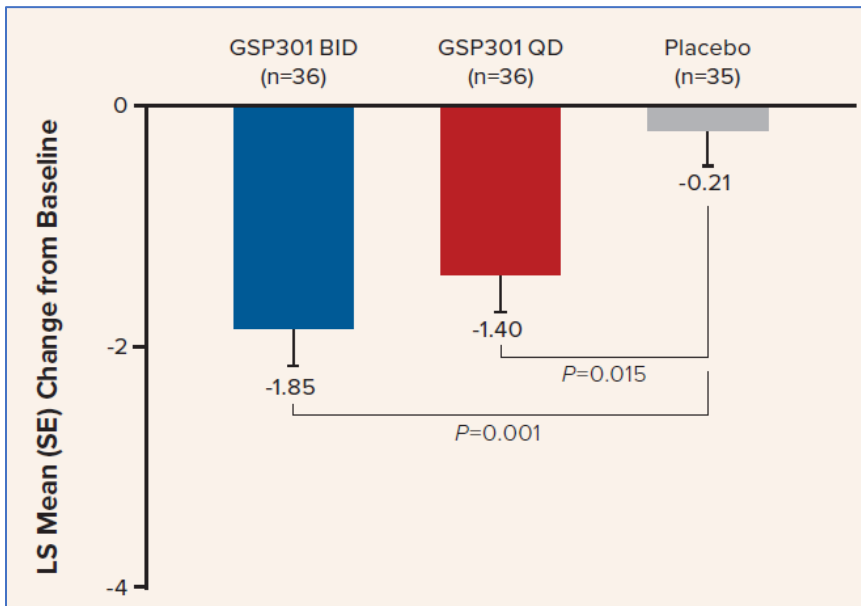 GSP301 BID
(n=36)
GSP301 QD
(n=36)
Placebo
(n=35)
LS Mean (SE) Change from Baseline
0
-2
-4
-1.85
-1.40
-0.21
P=0.015
P=0.001